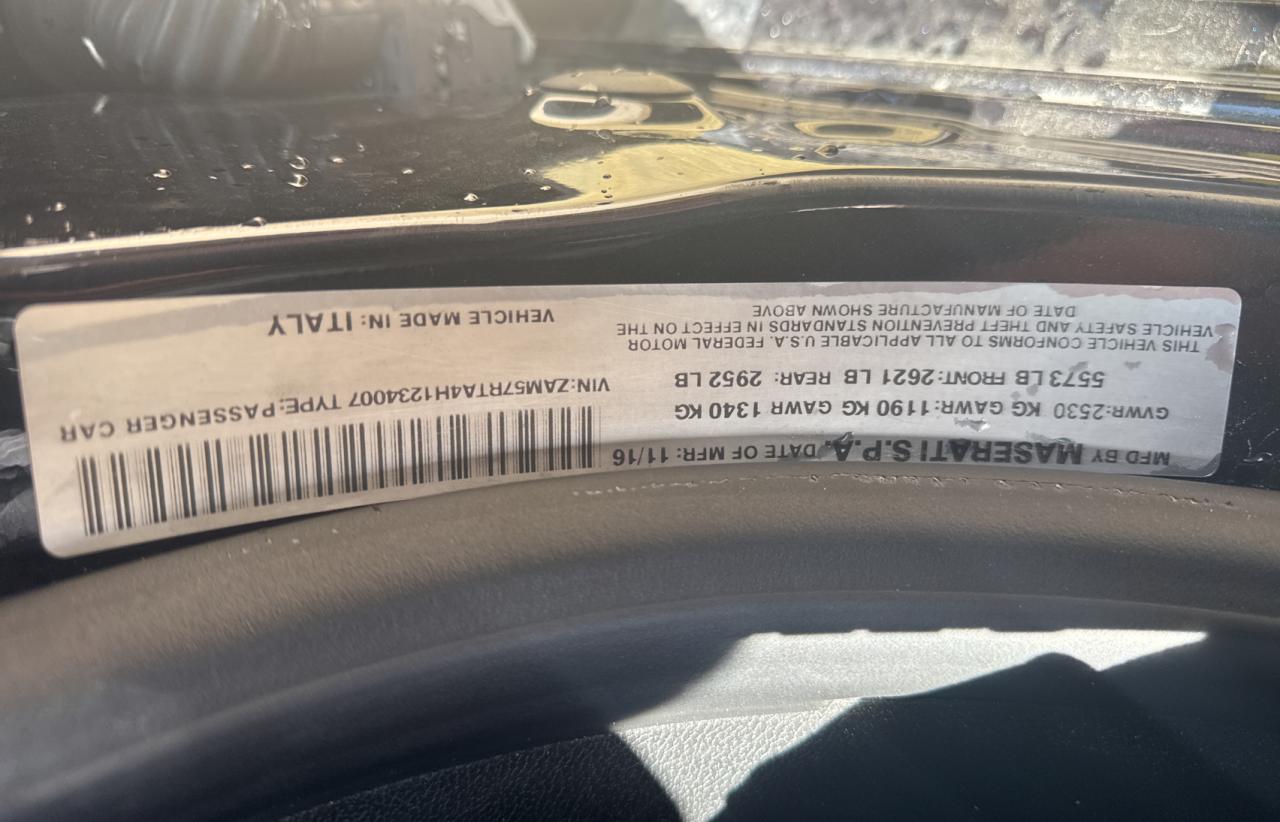 MFD BY MASERATI S.P.A. DATE OF MFR: 11/16
GVWR:2530 KG GAWR:1190 KG GAWR 1340 KG
5573 LB FRONT:2621 LB REAR: 2952 LB
THIS VEHICLE CONFORMS TO ALL APPLICABLE U.S.A. FEDERAL MOTOR
VEHICLE SAFETY AND THEFT PREVENTION STANDARDS IN EFFECT ON THE
DATE OF MANUFACTURE SHOWN ABOVE
VIN:ZAM57RTA4H1234007 TYPE:PASSENGER CAR
VEHICLE MADE IN: ITALY